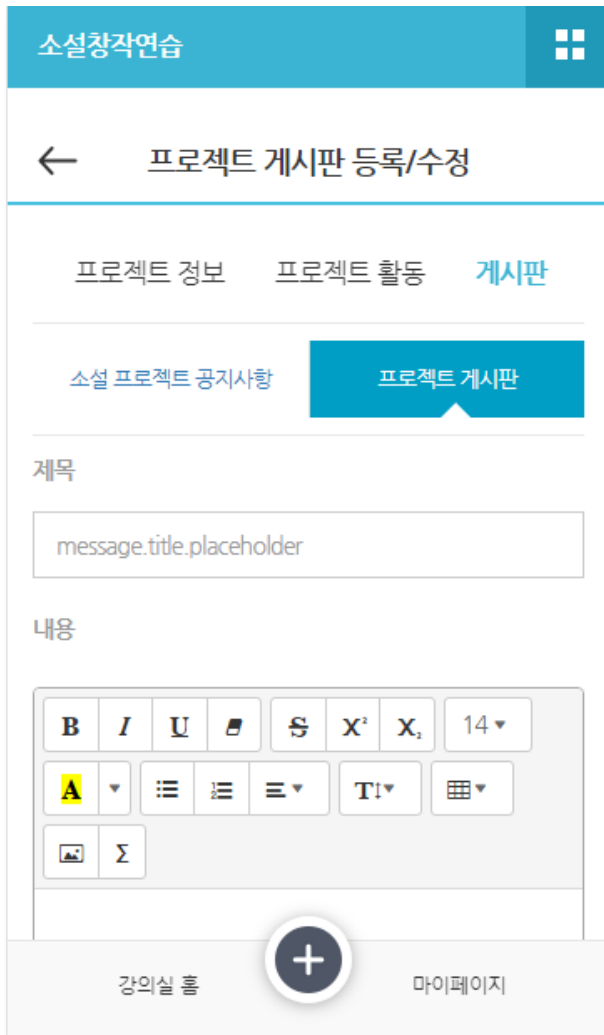 소설창작연습
프로젝트 게시판 등록/수정
프로젝트 정보 프로젝트 활동 게시판
소설 프로젝트 공지사항 프로젝트 게시판
제목
message.title.placeholder
내용
B I U S X² X₂ 14
A T
Σ
강의실 홈 + 마이페이지